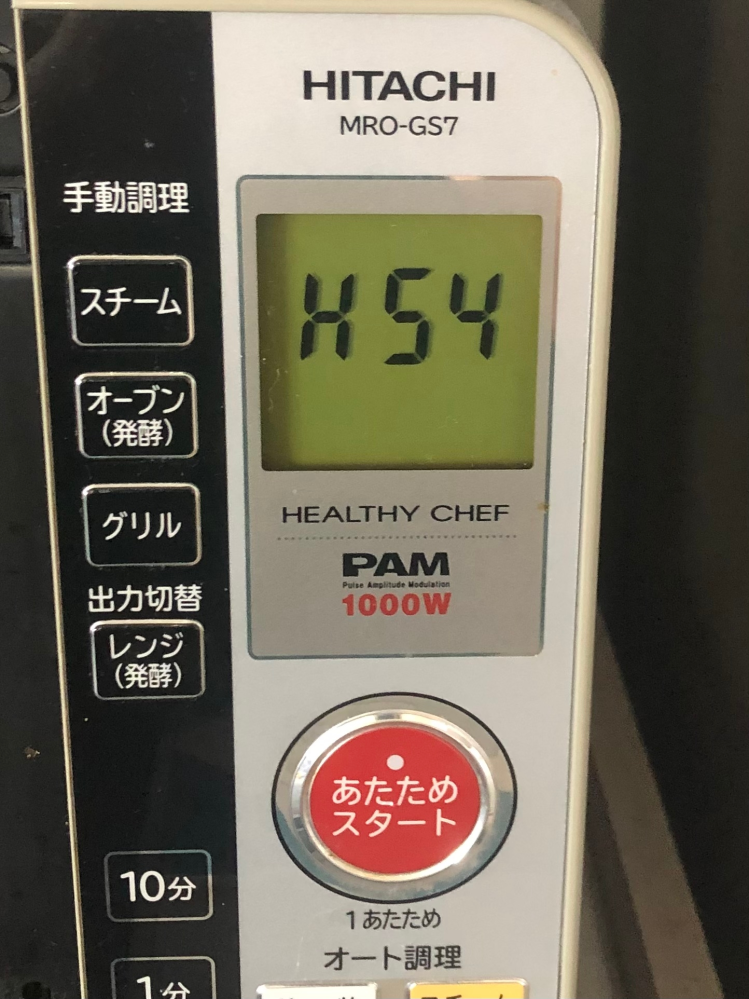 HITACHI
MRO-GS7
手動調理
スチーム
オーブン
(発酵)
グリル
出力切替
レンジ
(発酵)
10分
1分
H54
HEALTHY CHEF
PAM
Pulse Amplitude Modulation
1000W
あたため
スタート
1あたため
オート調理